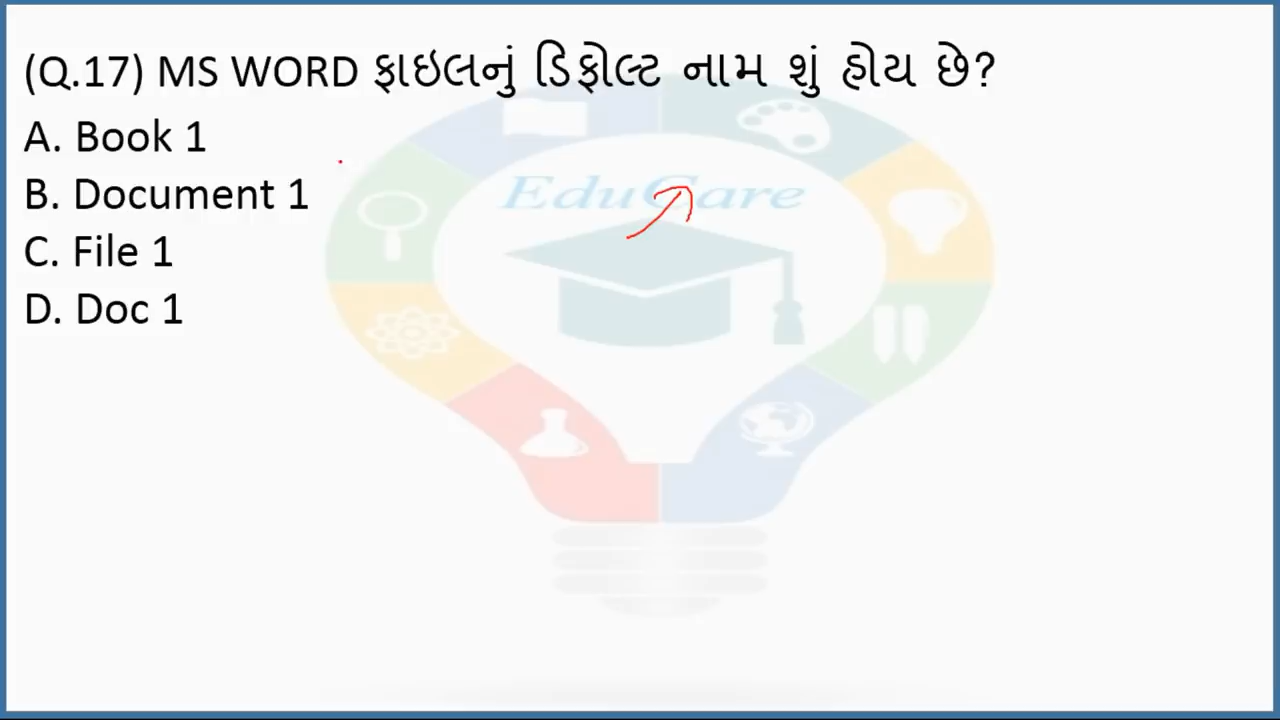 (Q.17) MS WORD ફાઇલનું ડિફોલ્ટ નામ શું હોય છે?
A. Book 1
B. Document 1
C. File 1
D. Doc 1
EduCare